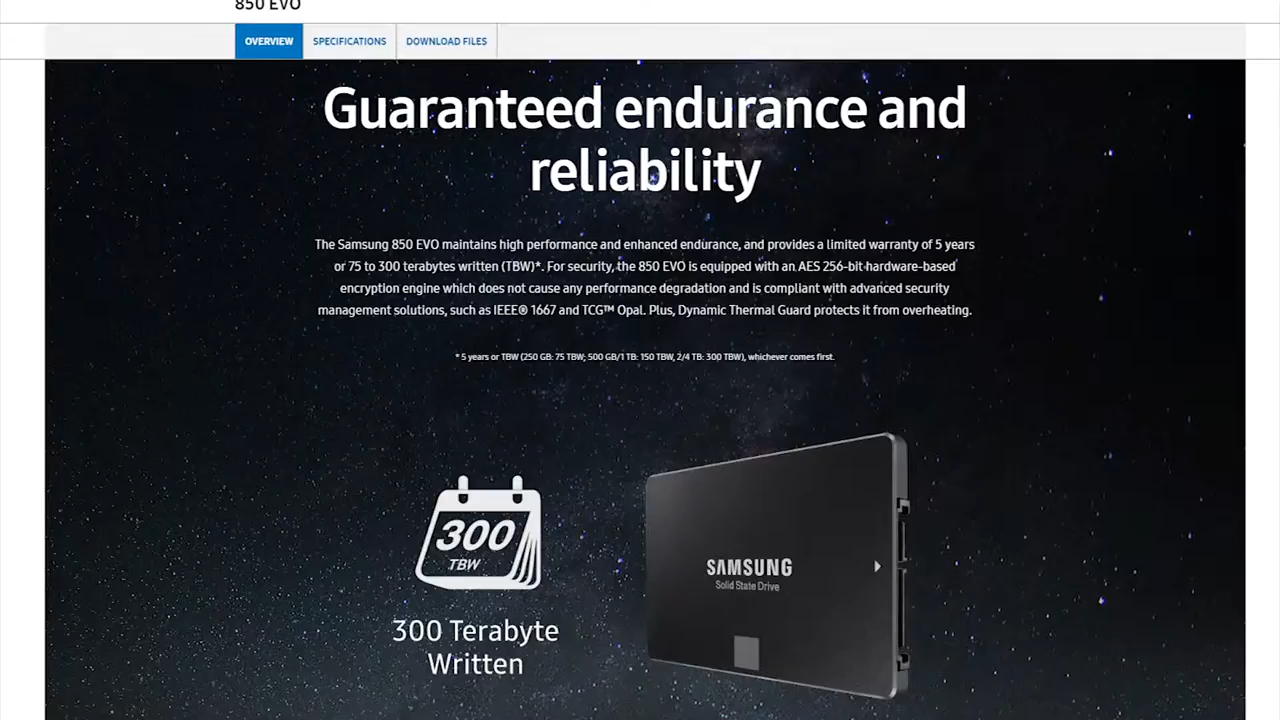 850 EVO
OVERVIEW SPECIFICATIONS DOWNLOAD FILES
Guaranteed endurance and
reliability
The Samsung 850 EVO maintains high performance and enhanced endurance, and provides a limited warranty of 5 years
or 75 to 300 terabytes written (TBW)*. For security, the 850 EVO is equipped with an AES 256-bit hardware-based
encryption engine which does not cause any performance degradation and is compliant with advanced security
management solutions, such as IEEE® 1667 and TCG™ Opal. Plus, Dynamic Thermal Guard protects it from overheating.
* 5 years or TBW (250 GB: 75 TBW; 500 GB/1 TB: 150 TBW, 2/4 TB: 300 TBW), whichever comes first.
300
TBW
300 Terabyte
Written
SAMSUNG
Solid State Drive